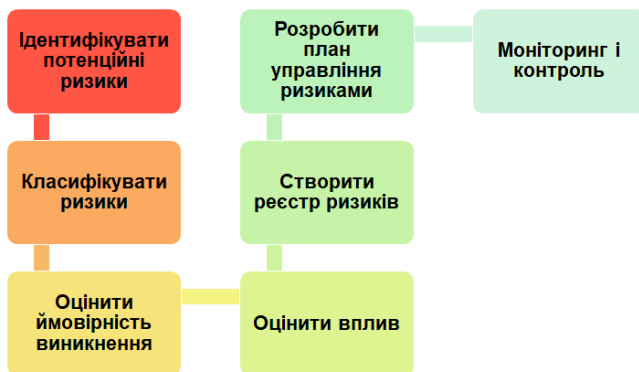 Ідентифікувати
потенційні
ризики
Класифікувати
ризики
Оцінити
ймовірність
виникнення
Оцінити вплив
Створити
реєстр ризиків
Розробити
план
управління
ризиками
Моніторинг і
контроль